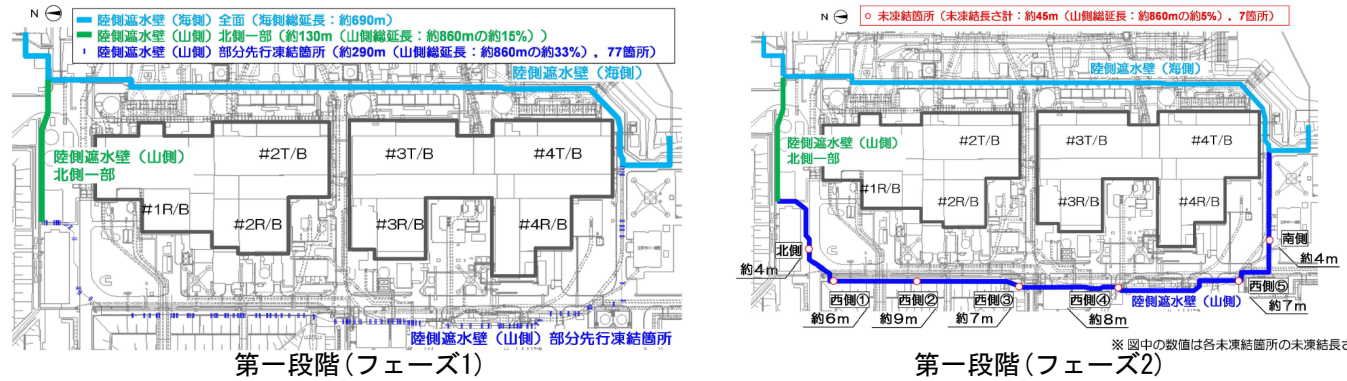 N
陸側遮水壁（海側）全面（海側総延長：約690m）
陸側遮水壁（山側）北側一部（約130m（山側総延長：約860mの約15%））
陸側遮水壁（山側）部分先行凍結箇所（約290m（山側総延長：約860mの約33%），77箇所）
陸側遮水壁（海側）
陸側遮水壁（山側）
北側一部
#2T/B
#3T/B
#4T/B
#1R/B
#2R/B
#3R/B
#4R/B
陸側遮水壁（山側）部分先行凍結箇所
第一段階(フェーズ1)
N
未凍結箇所（未凍結長さ計：約45m（山側総延長：約860mの約5%），7箇所）
陸側遮水壁（海側）
陸側遮水壁（山側）
北側一部
#2T/B
#3T/B
#4T/B
#1R/B
#2R/B
#3R/B
#4R/B
北側
約4m
西側①
約6m
西側②
約9m
西側③
約7m
西側④
約8m
西側⑤
約7m
南側
約4m
陸側遮水壁（山側）
※ 図中の数値は各未凍結箇所の未凍結長さ
第一段階(フェーズ2)